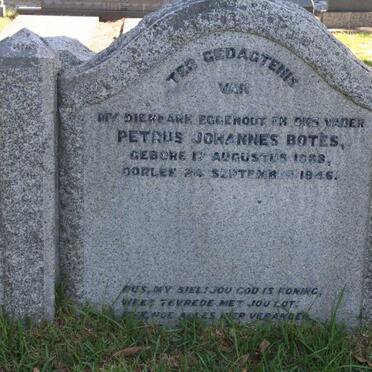 TER GEDAGTENIS
VAN
MY DIERBARE EGGENOOT EN ONS VADER
PETRUS JOHANNES BOTES,
GEBORE 17 AUGUSTUS
OORLEE 24 SEPTEMBER 1946.
RUS, MY SIEL! JOU GOD IS KONING,
WEES TEVREDE MET JOU LOT.
HOE ALLES HIER VERANDER